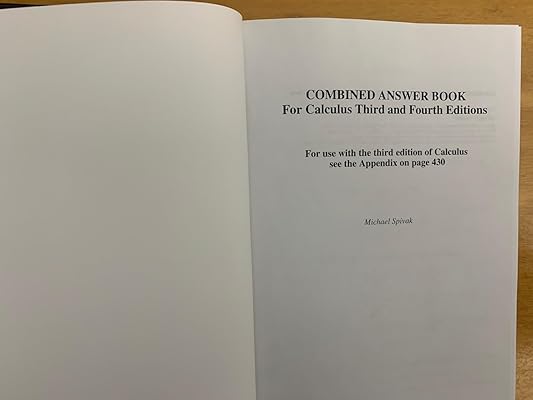 COMBINED ANSWER BOOK
For Calculus Third and Fourth Editions
For use with the third edition of Calculus
see the Appendix on page 430
Michael Spivak